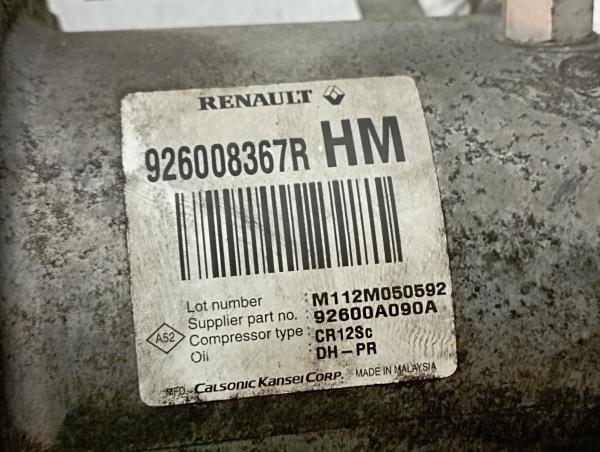 RENAULT
926008367R HM
Lot number : M112M050592
Supplier part no. : 92600A090A
A52 Compressor type : CR12Sc
Oil : DH-PR
MFD. CALSONIC KANSEI CORP. MADE IN MALAYSIA